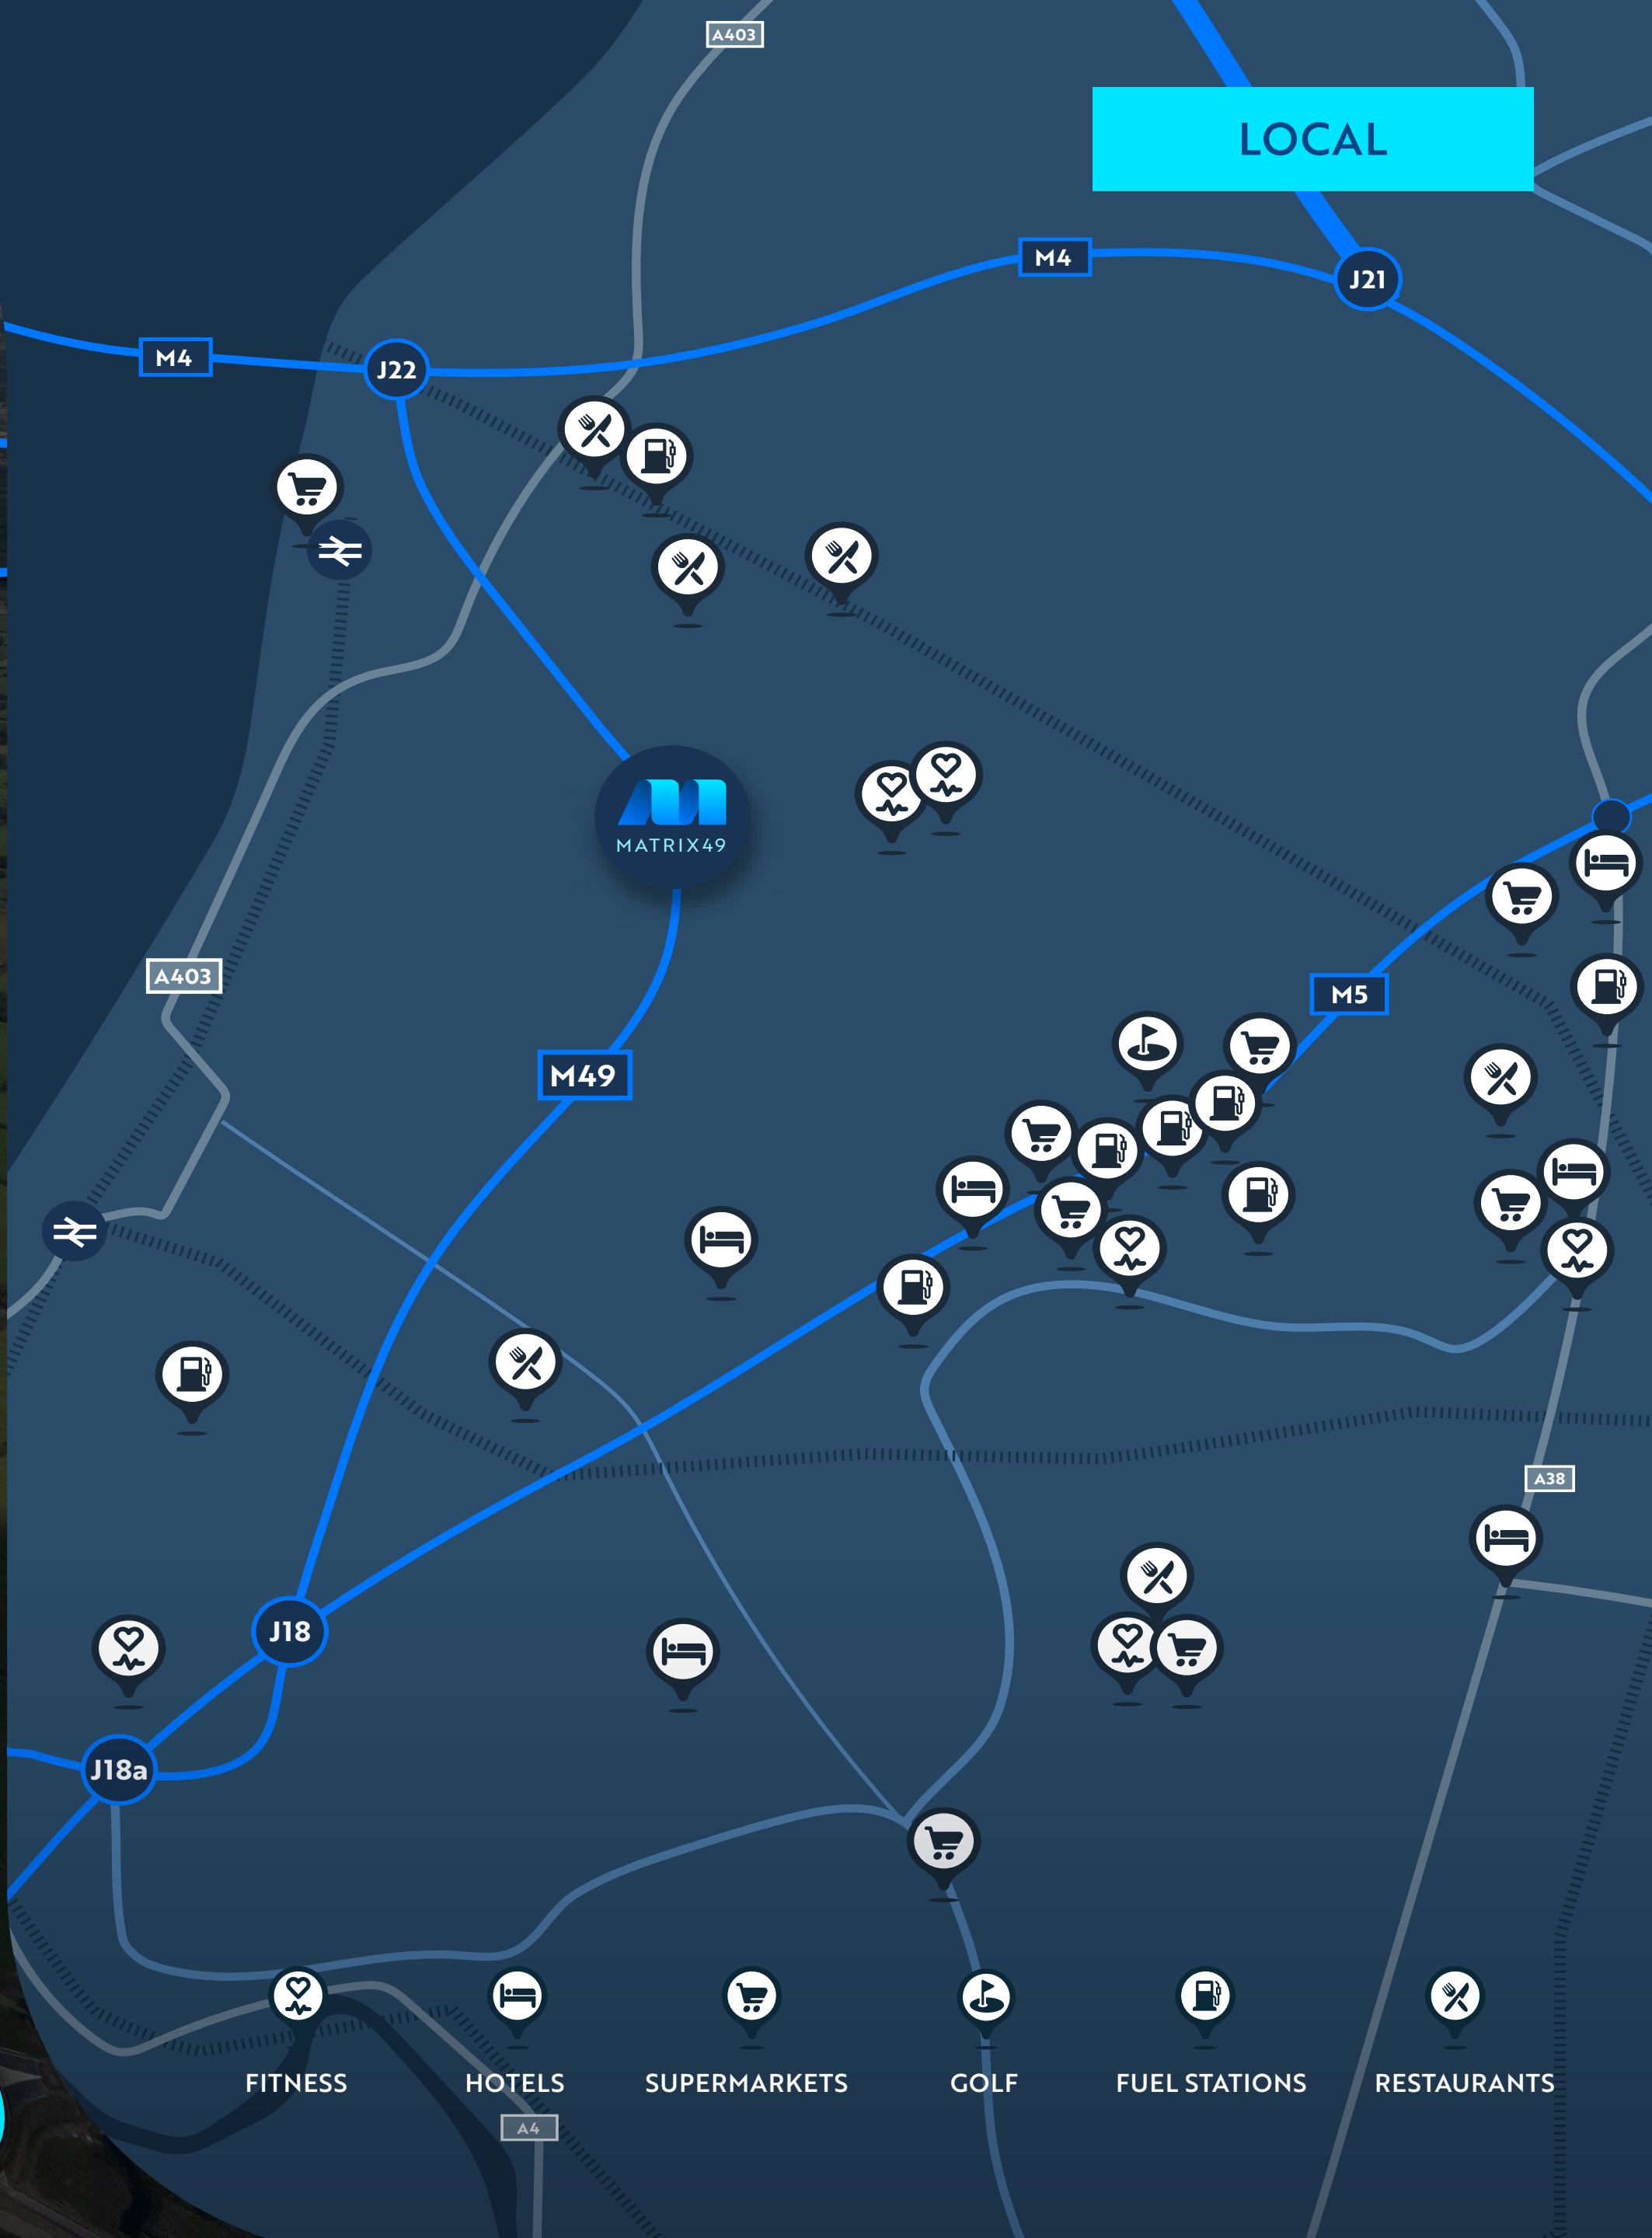 A403
LOCAL
M4
J21
M4
J22
MATRIX49
A403
M5
M49
A38
J18
J18a
FITNESS
HOTELS
SUPERMARKETS
GOLF
FUEL STATIONS
RESTAURANTS
A4